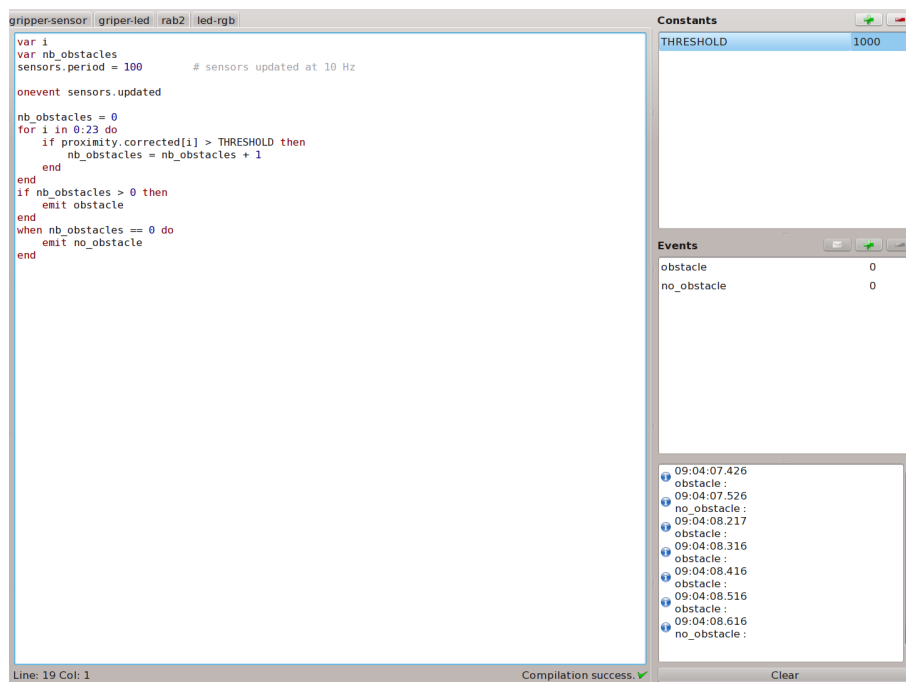 gripper-sensor griper-led rab2 led-rgb
var i
var nb_obstacles
sensors.period = 100        # sensors updated at 10 Hz
onevent sensors.updated
nb_obstacles = 0
for i in 0:23 do
    if proximity.corrected[i] > THRESHOLD then
        nb_obstacles = nb_obstacles + 1
    end
end
if nb_obstacles > 0 then
    emit obstacle
end
when nb_obstacles == 0 do
    emit no_obstacle
end
Line: 19 Col: 1
Compilation success.
Constants
THRESHOLD 1000
Events
obstacle 0
no_obstacle 0
09:04:07.426
obstacle :
09:04:07.526
no_obstacle :
09:04:08.217
obstacle :
09:04:08.316
obstacle :
09:04:08.416
obstacle :
09:04:08.516
obstacle :
09:04:08.616
no_obstacle :
Clear